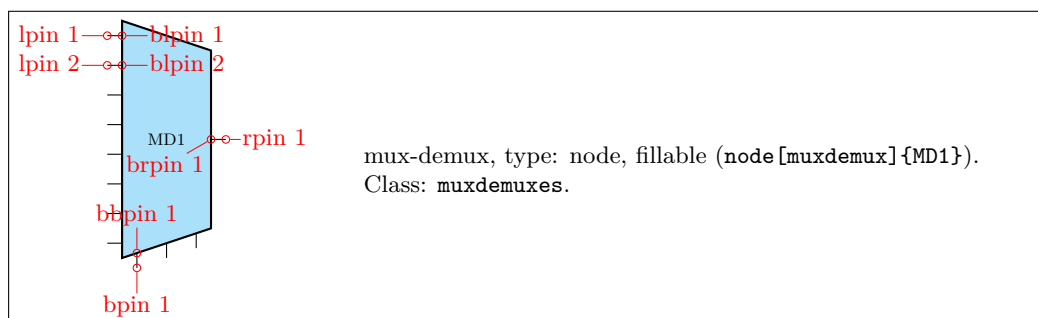 lpin 1 blpin 1
lpin 2 blpin 2
MD1 rpin 1
brpin 1
bbpin 1
bpin 1
mux-demux, type: node, fillable (node[muxdemux]{MD1}).
Class: muxdemuxes.